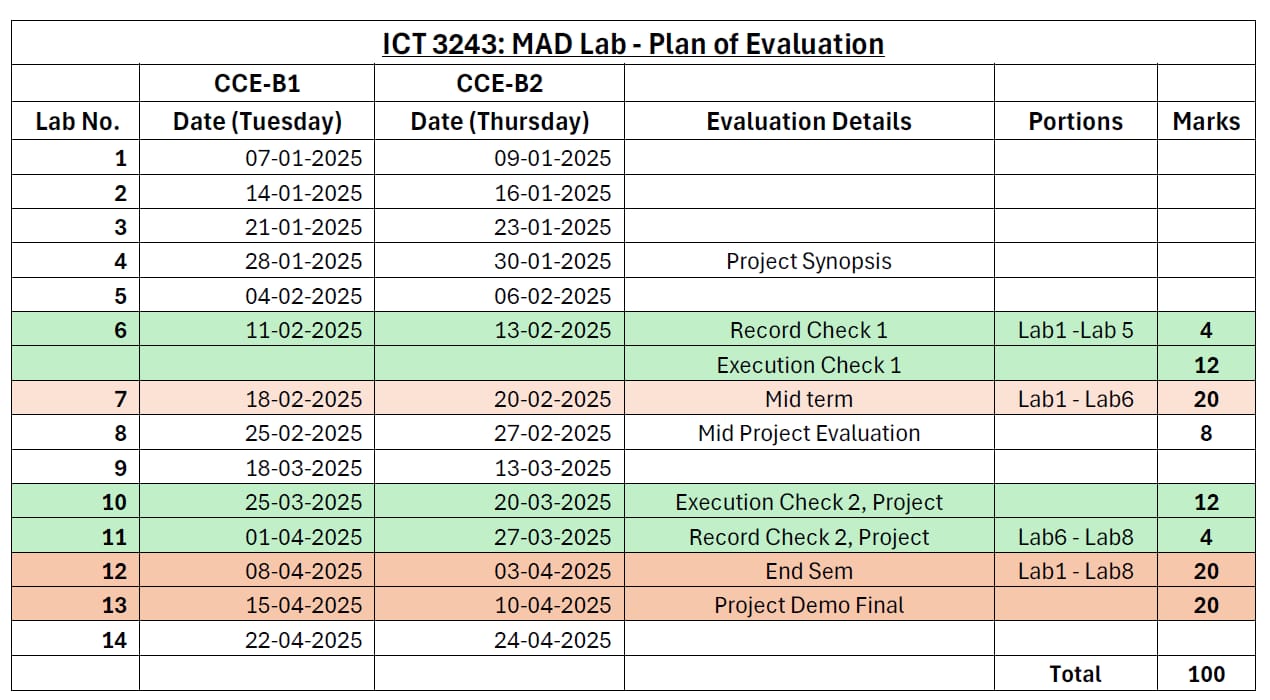 ICT 3243: MAD Lab - Plan of Evaluation
CCE-B1 CCE-B2
Lab No. Date (Tuesday) Date (Thursday) Evaluation Details Portions Marks
1 07-01-2025 09-01-2025
2 14-01-2025 16-01-2025
3 21-01-2025 23-01-2025
4 28-01-2025 30-01-2025 Project Synopsis
5 04-02-2025 06-02-2025
6 11-02-2025 13-02-2025 Record Check 1 Lab1 -Lab 5 4
Execution Check 1 12
7 18-02-2025 20-02-2025 Mid term Lab1 - Lab6 20
8 25-02-2025 27-02-2025 Mid Project Evaluation 8
9 18-03-2025 13-03-2025
10 25-03-2025 20-03-2025 Execution Check 2, Project 12
11 01-04-2025 27-03-2025 Record Check 2, Project Lab6 - Lab8 4
12 08-04-2025 03-04-2025 End Sem Lab1 - Lab8 20
13 15-04-2025 10-04-2025 Project Demo Final 20
14 22-04-2025 24-04-2025
Total 100